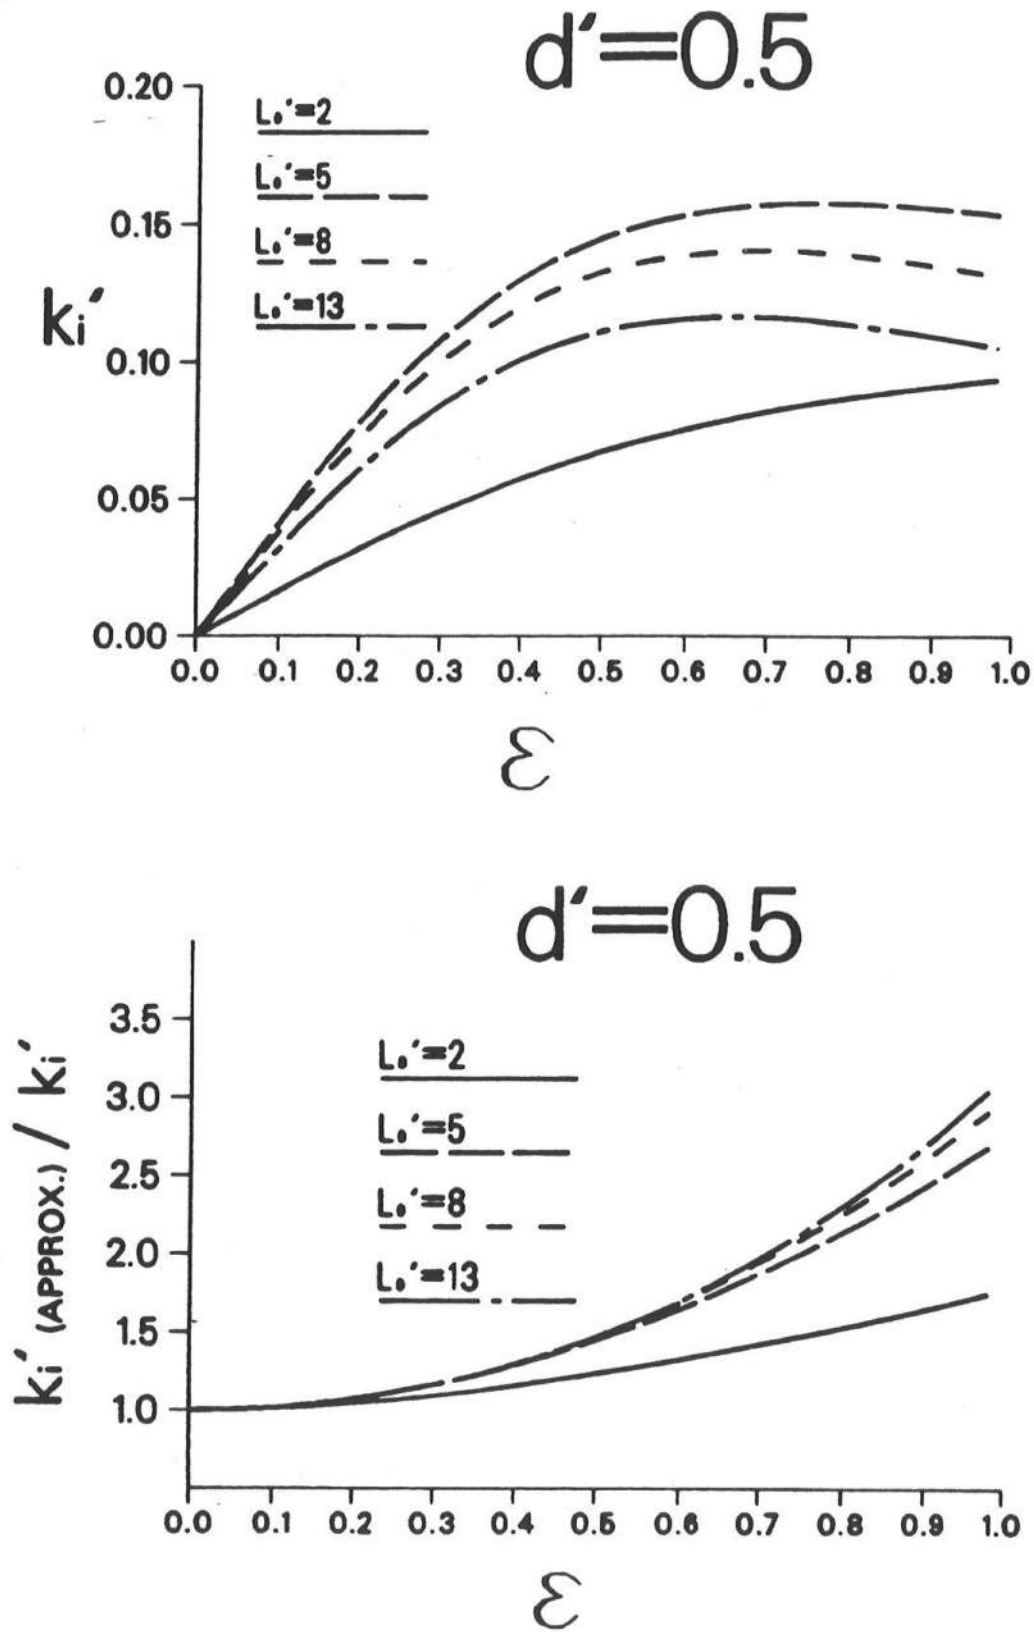 d′=0.5
0.20
L₀′=2
L₀′=5
0.15
L₀′=8
kᵢ′
L₀′=13
0.10
0.05
0.00
0.0 0.1 0.2 0.3 0.4 0.5 0.6 0.7 0.8 0.9 1.0
ε
d′=0.5
3.5
L₀′=2
3.0
L₀′=5
2.5
L₀′=8
2.0
L₀′=13
1.5
1.0
kᵢ′ (APPROX.) / kᵢ′
0.0 0.1 0.2 0.3 0.4 0.5 0.6 0.7 0.8 0.9 1.0
ε